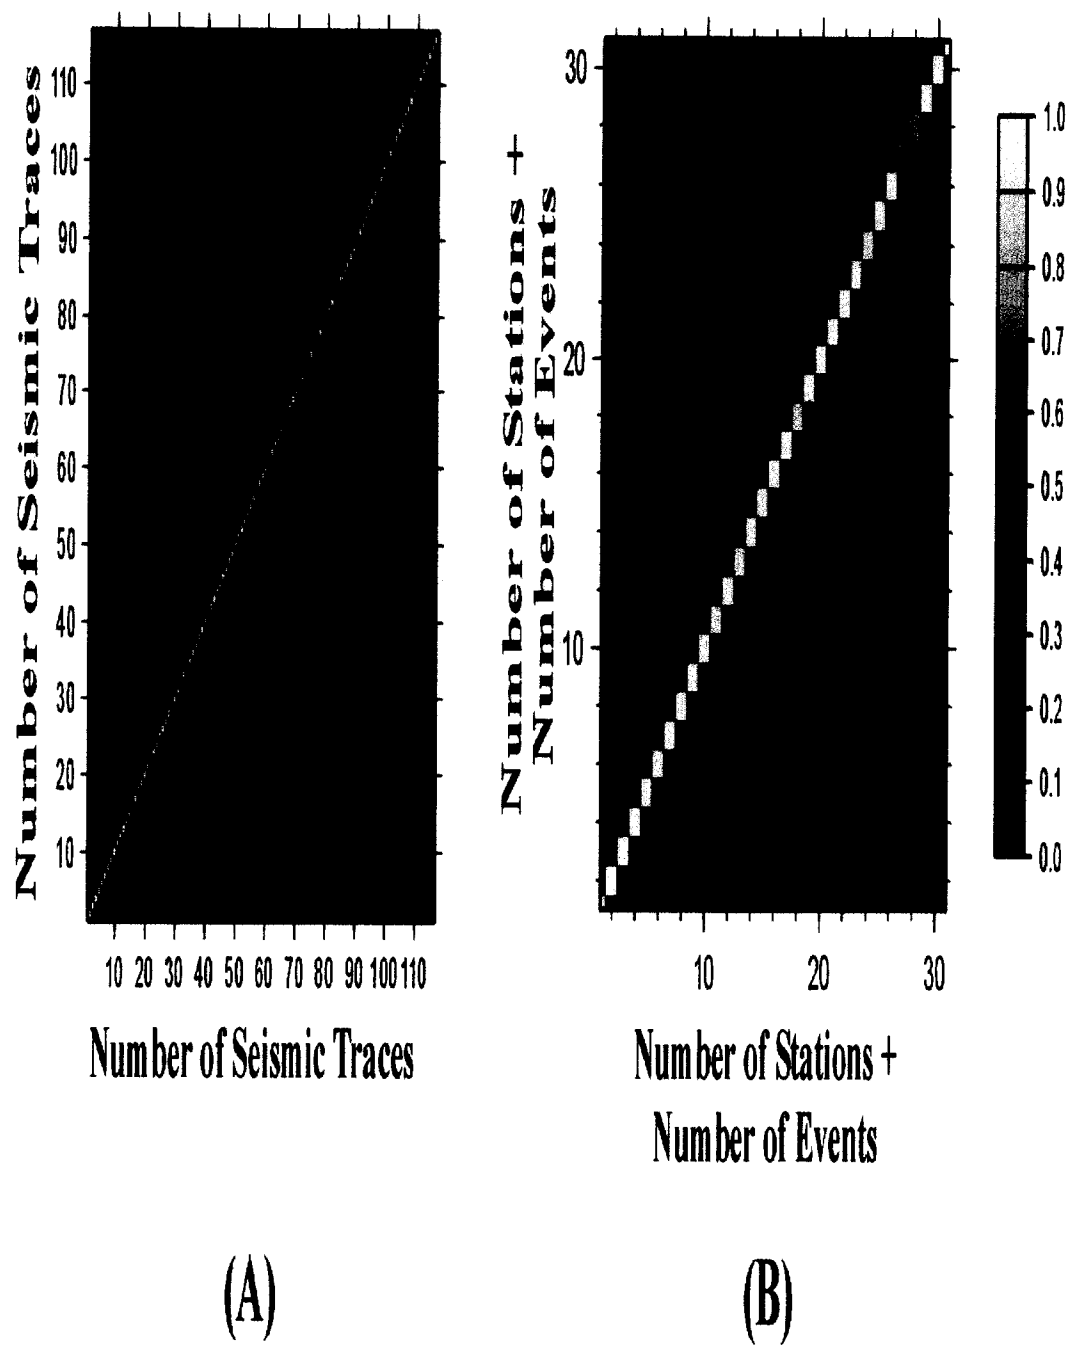 Number of Seismic Traces
110
100
90
80
70
60
50
40
30
20
10
10 20 30 40 50 60 70 80 90 100 110
Number of Seismic Traces
(A)
Number of Stations +
Number of Events
30
20
10
10 20 30
Number of Stations +
Number of Events
(B)
1.0
0.9
0.8
0.7
0.6
0.5
0.4
0.3
0.2
0.1
0.0